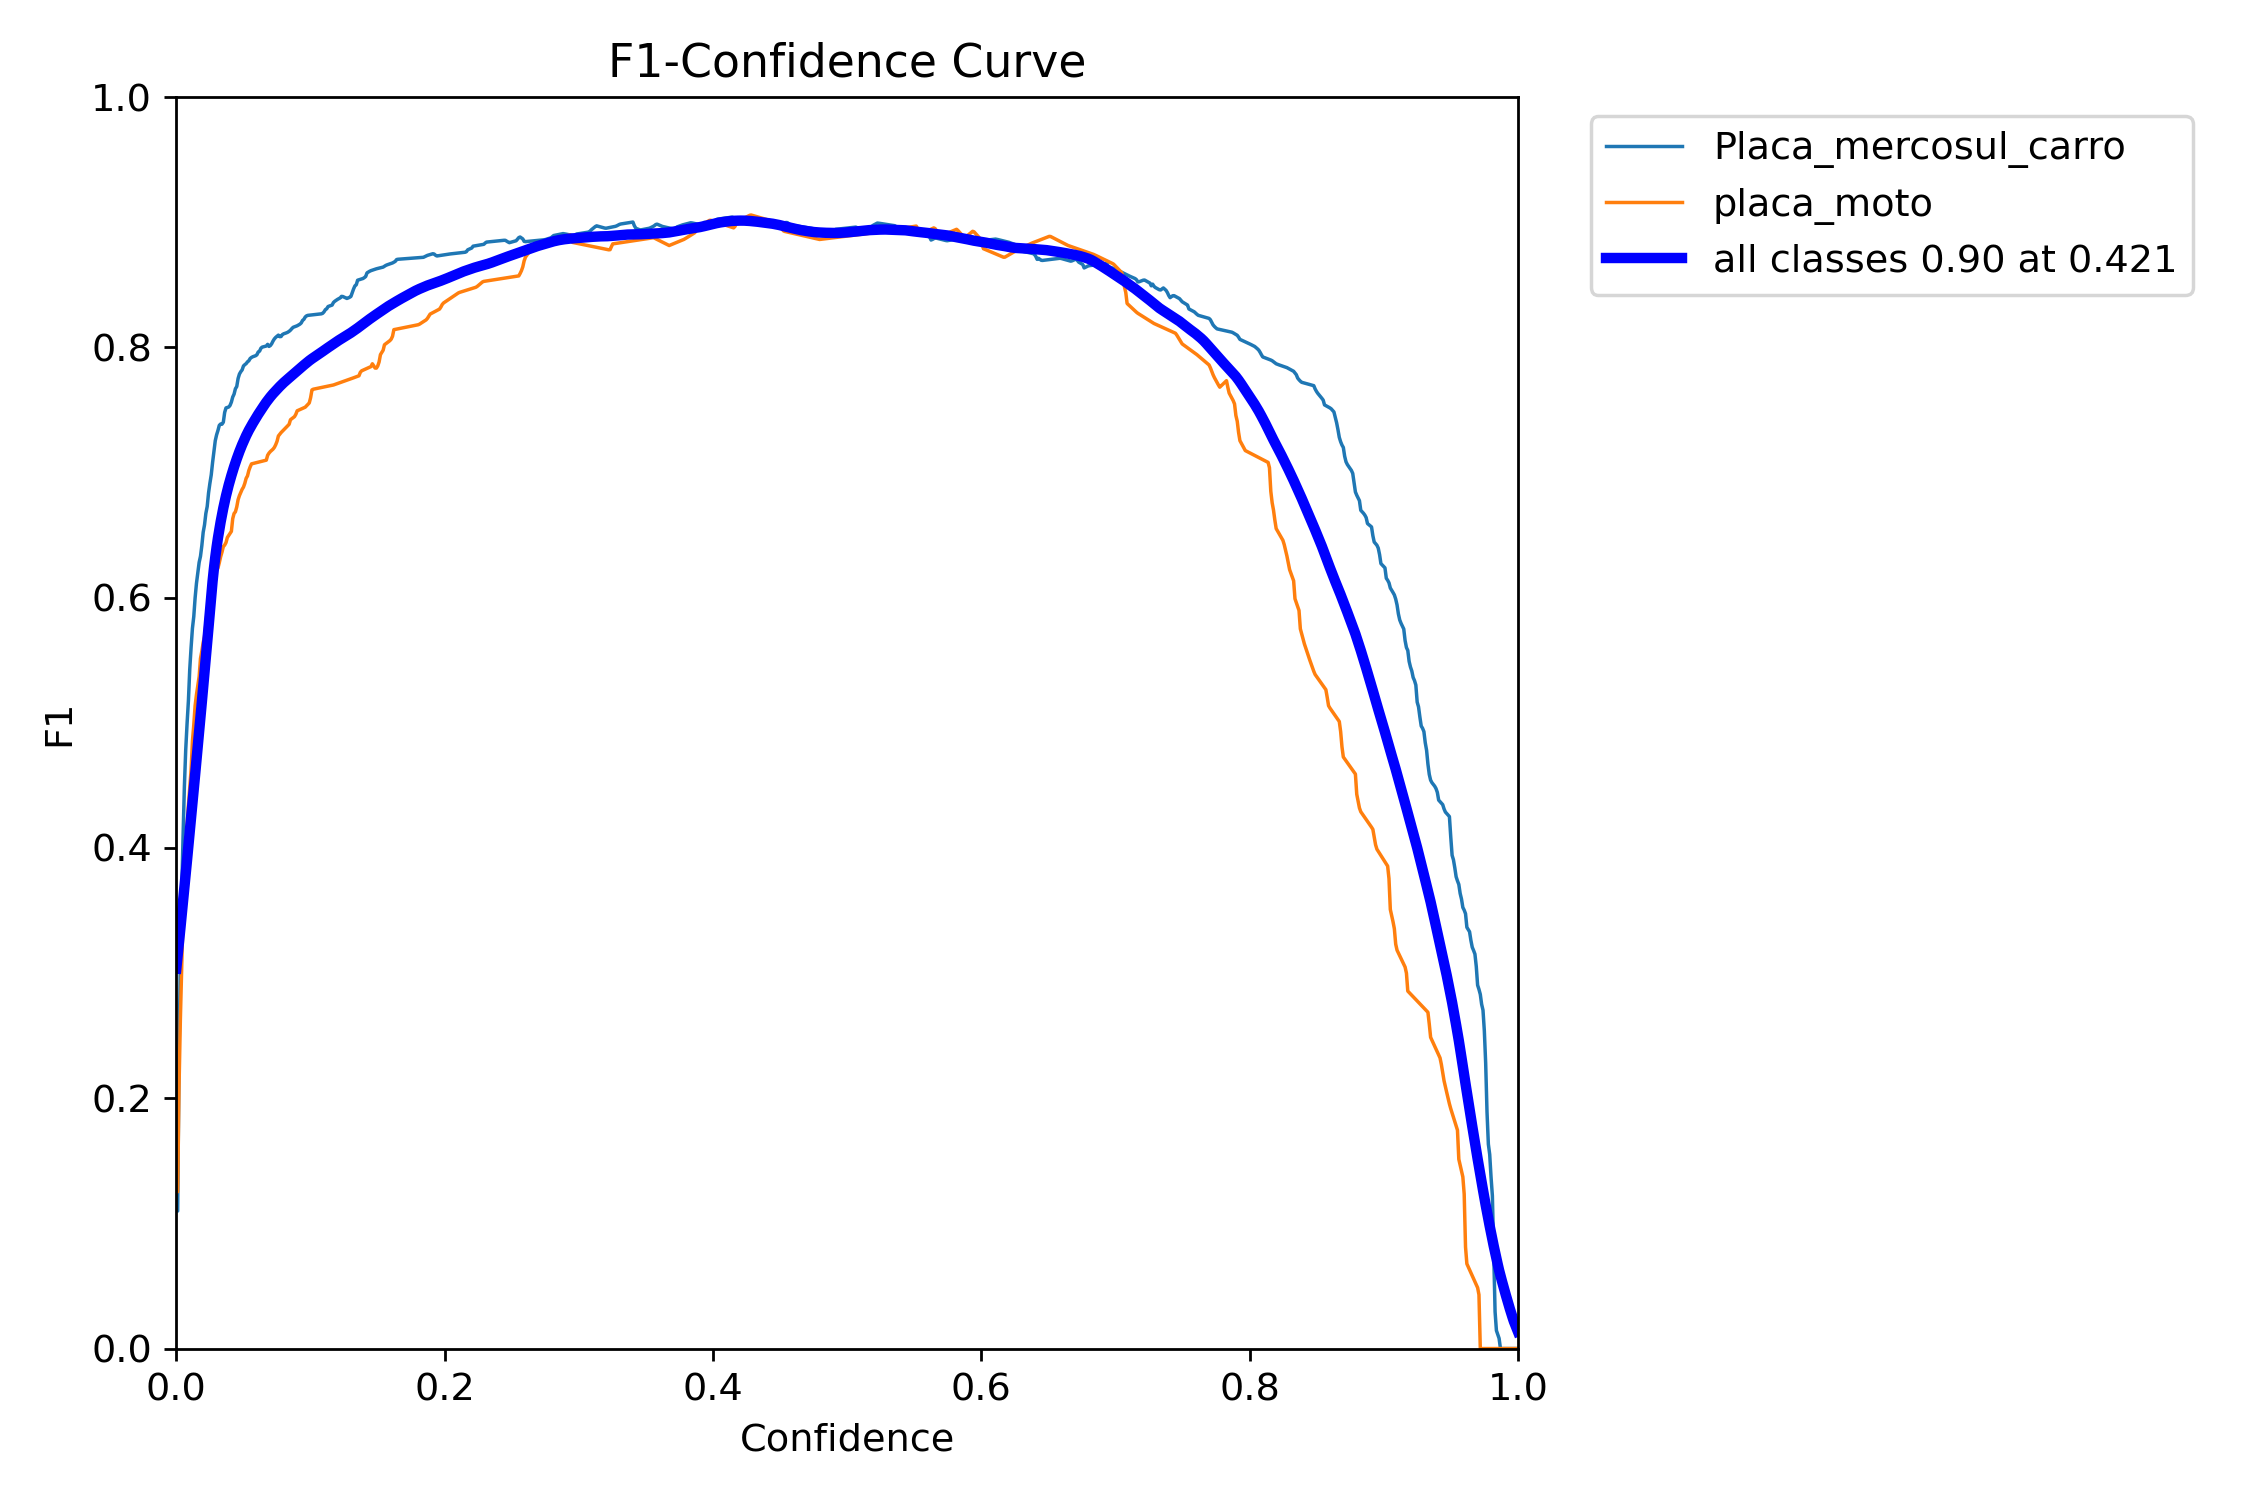 F1-Confidence Curve
Placa_mercosul_carro
placa_moto
all classes 0.90 at 0.421
F1
1.0
0.8
0.6
0.4
0.2
0.0
0.0 0.2 0.4 0.6 0.8 1.0
Confidence